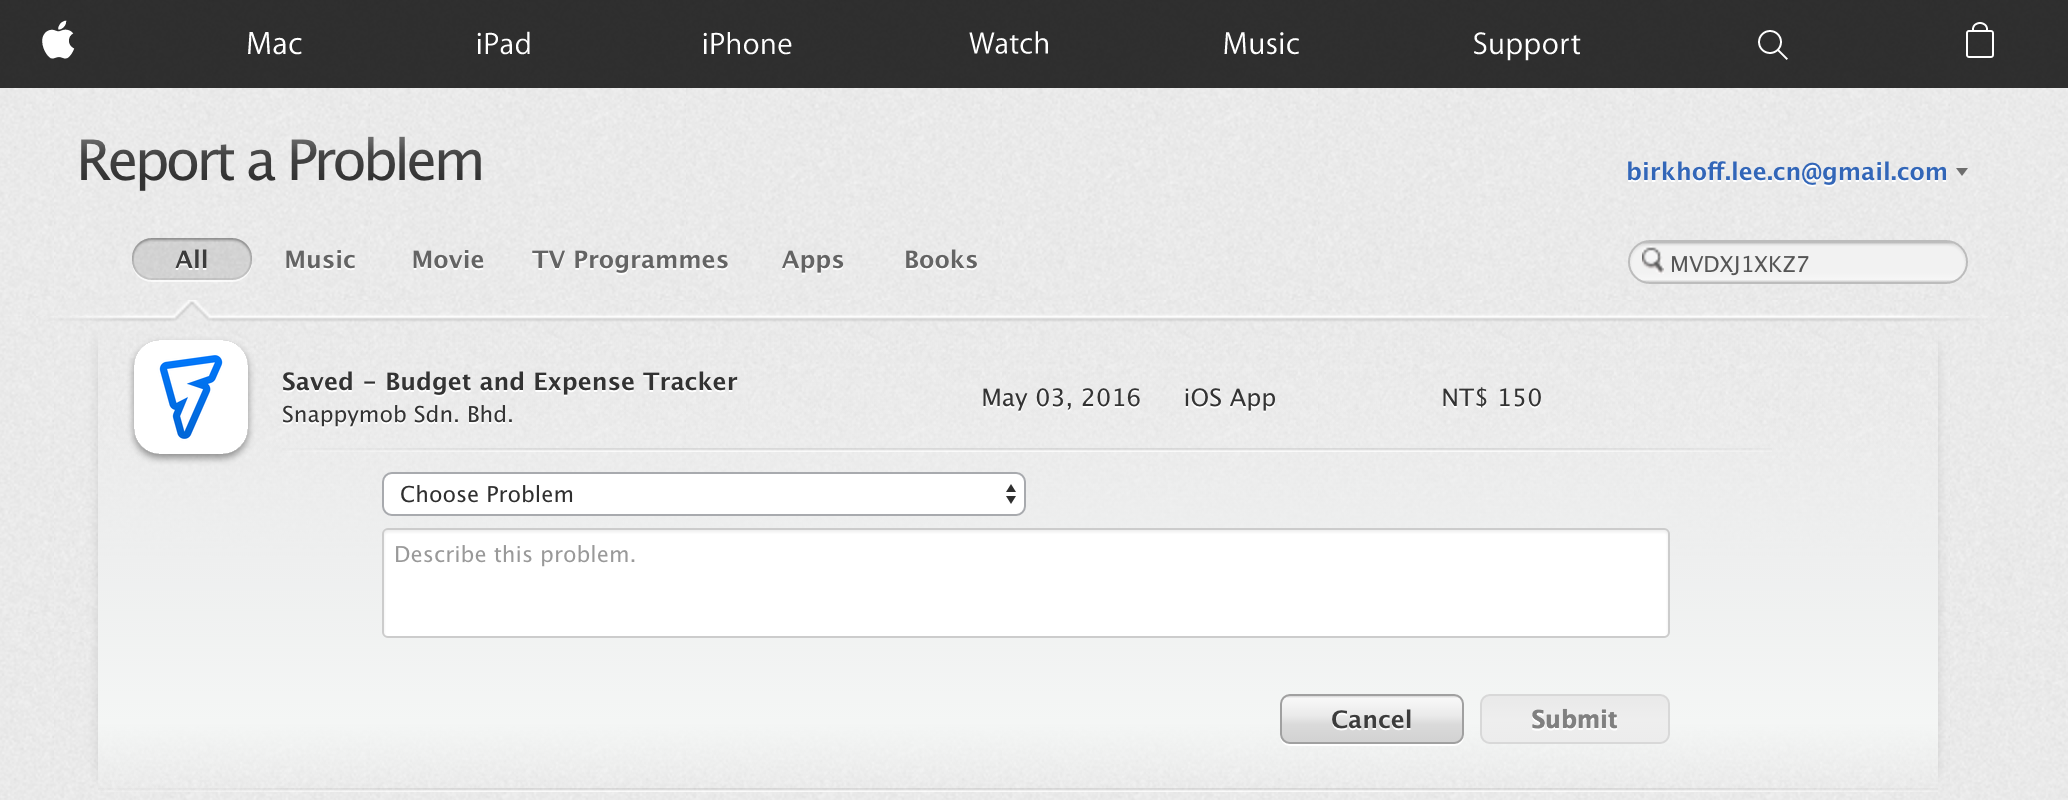 Mac iPad iPhone Watch Music Support
Report a Problem
birkhoff.lee.cn@gmail.com
All Music Movie TV Programmes Apps Books
MVDXJ1XKZ7
Saved – Budget and Expense Tracker
Snappymob Sdn. Bhd.
May 03, 2016 iOS App NT$ 150
Choose Problem
Describe this problem.
Cancel Submit